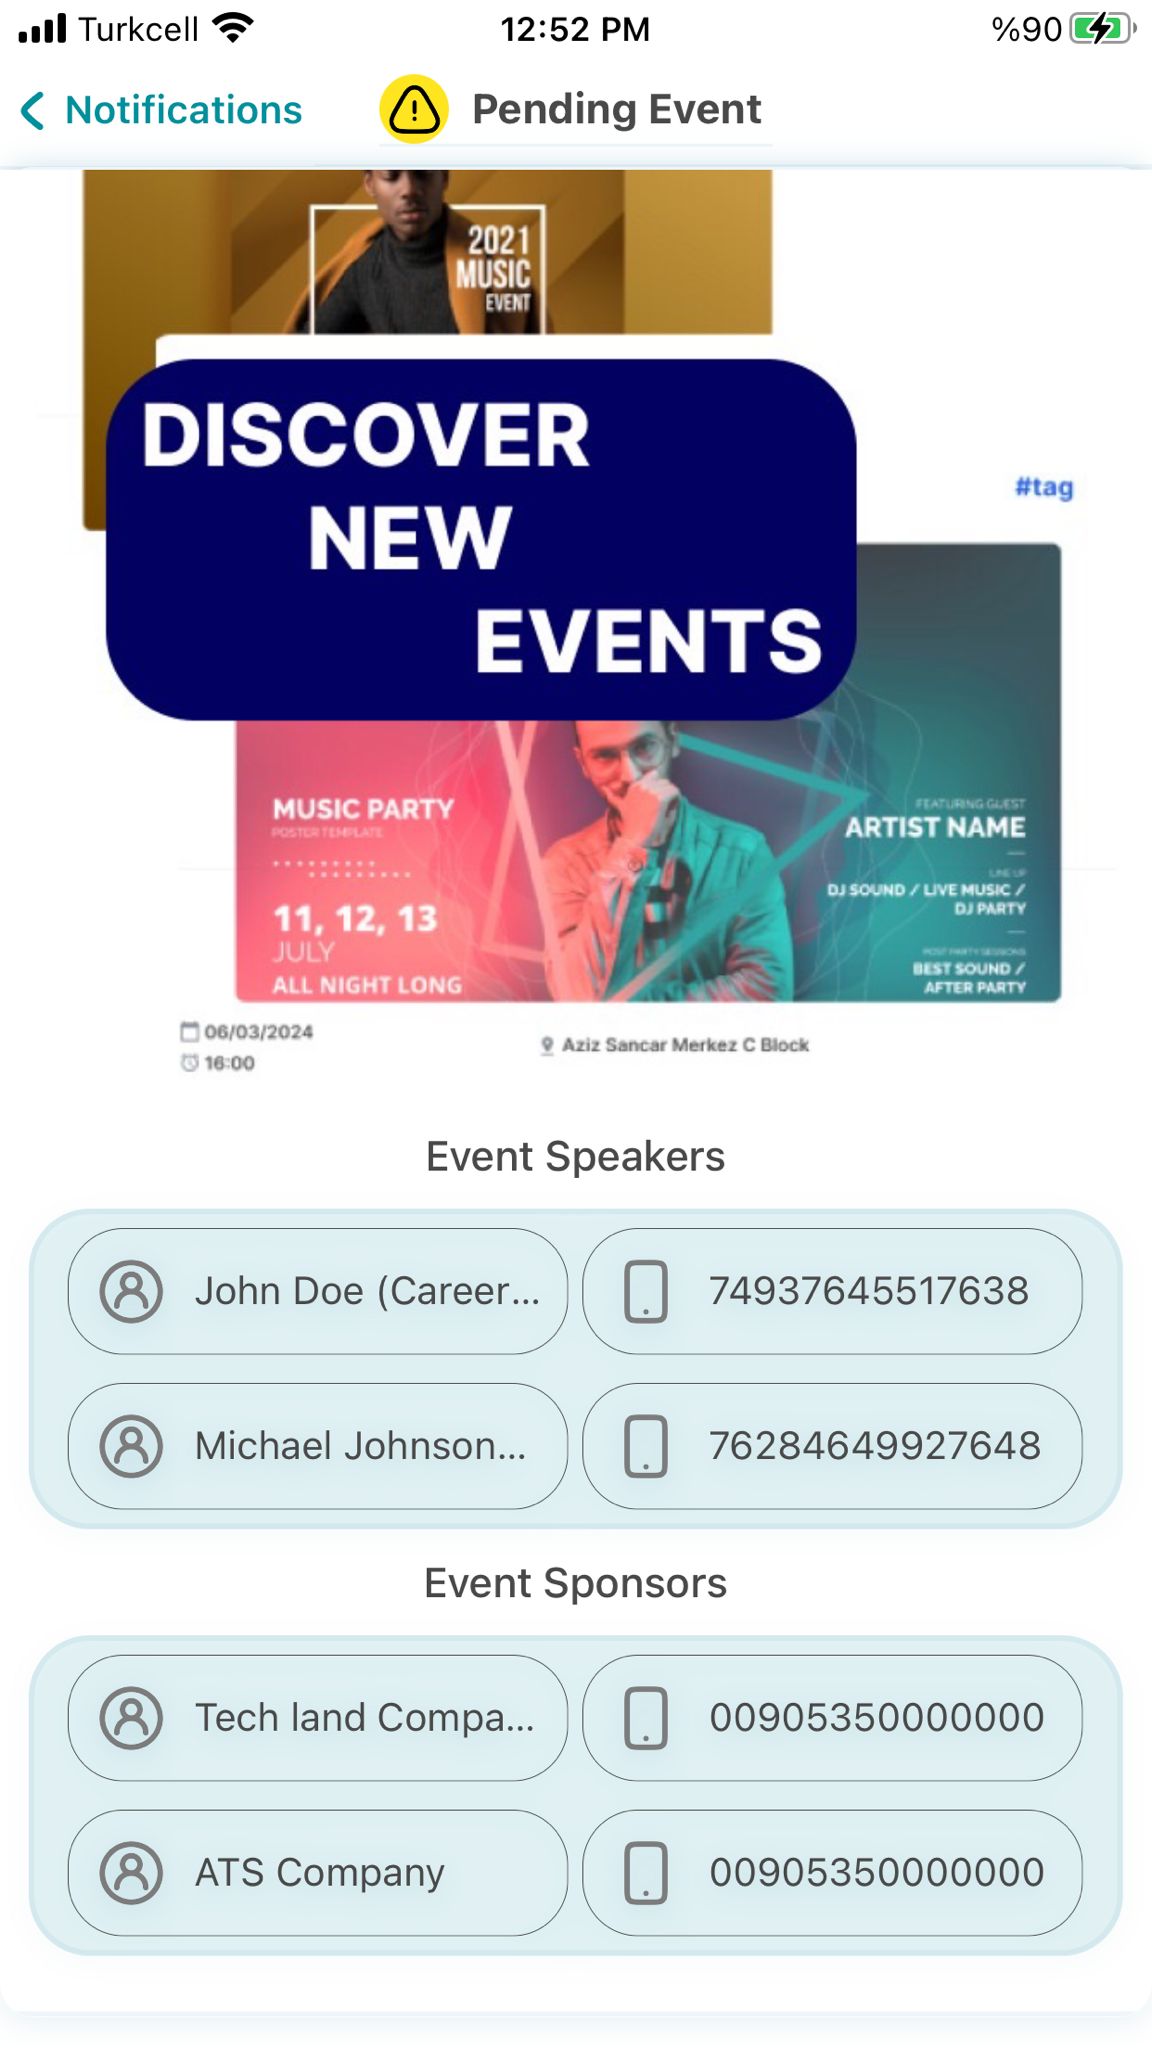 Turkcell
12:52 PM
%90
Notifications
Pending Event
2021
MUSIC
EVENT
DISCOVER
NEW
EVENTS
#tag
MUSIC PARTY
POSTER TEMPLATE
11, 12, 13
JULY
ALL NIGHT LONG
FEATURING GUEST
ARTIST NAME
LINE UP
DJ SOUND / LIVE MUSIC /
DJ PARTY
POST PARTY SESSIONS
BEST SOUND /
AFTER PARTY
06/03/2024
16:00
Aziz Sancar Merkez C Block
Event Speakers
John Doe (Career...
74937645517638
Michael Johnson...
76284649927648
Event Sponsors
Tech land Compa...
00905350000000
ATS Company
00905350000000